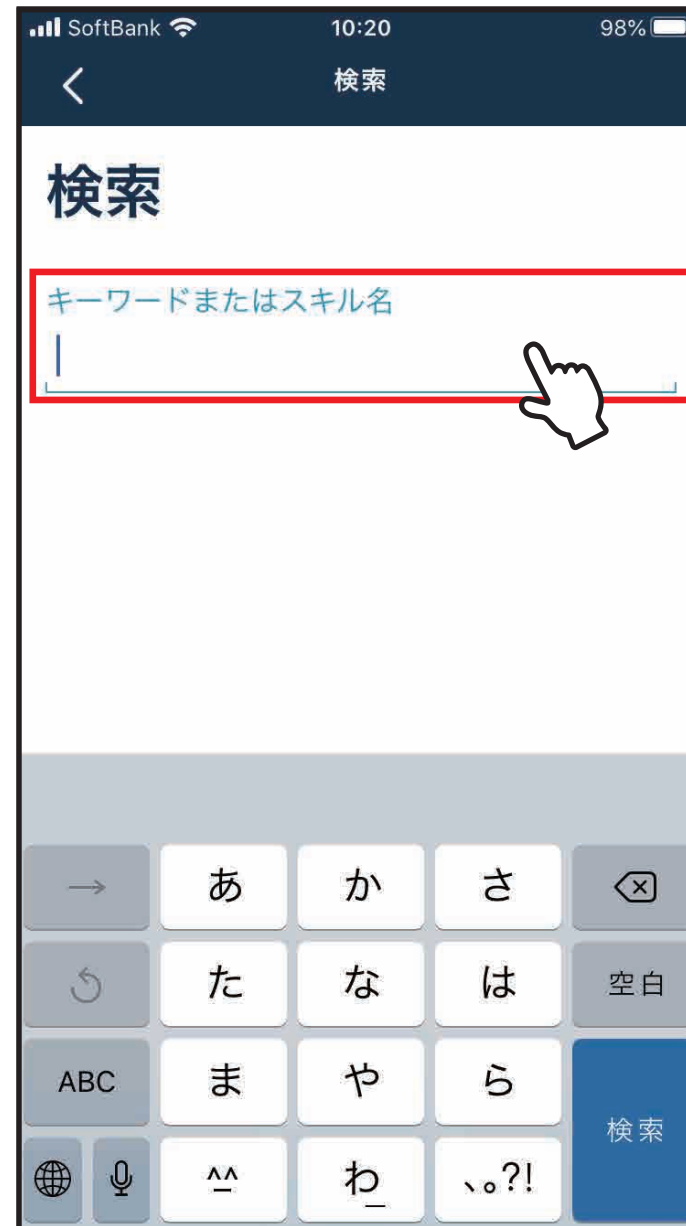 SoftBank 10:20 98%
検索
検索
キーワードまたはスキル名
→ あ か さ
た な は 空白
ABC ま や ら
検索
^^ わ_ 、。?!